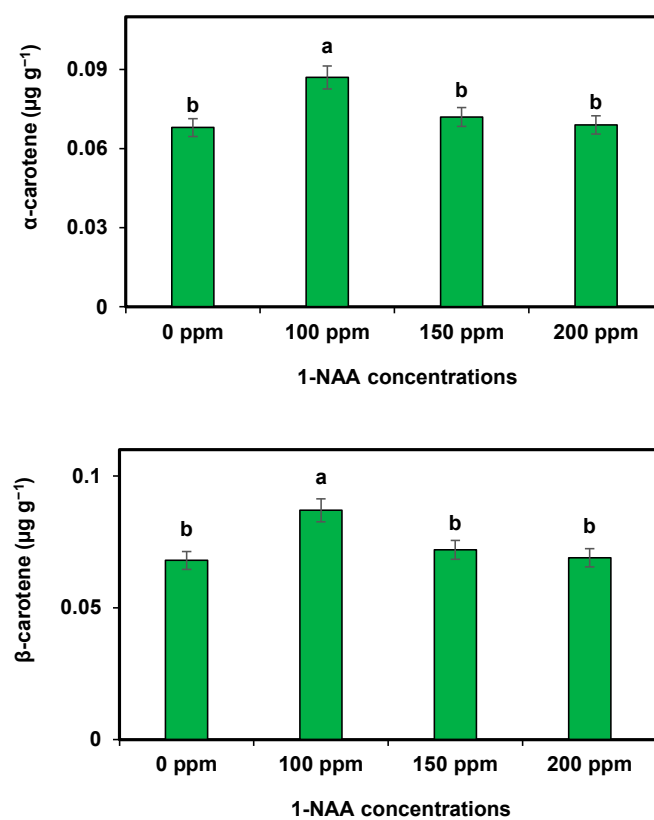 α-carotene (µg g⁻¹)
0.09
0.06
0.03
0
b
a
b
b
0 ppm
100 ppm
150 ppm
200 ppm
1-NAA concentrations
β-carotene (µg g⁻¹)
0.1
0.05
0
b
a
b
b
0 ppm
100 ppm
150 ppm
200 ppm
1-NAA concentrations